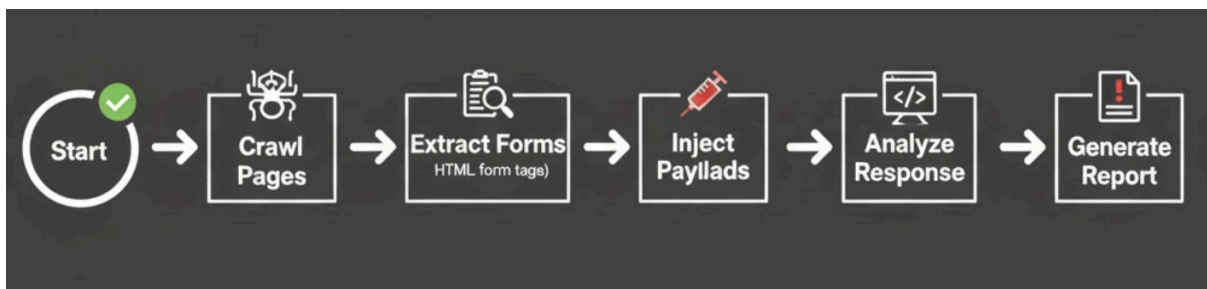 Start
Crawl
Pages
Extract Forms
HTML form tags)
Inject
Payllads
</>
Analyze
Response
!
Generate
Report